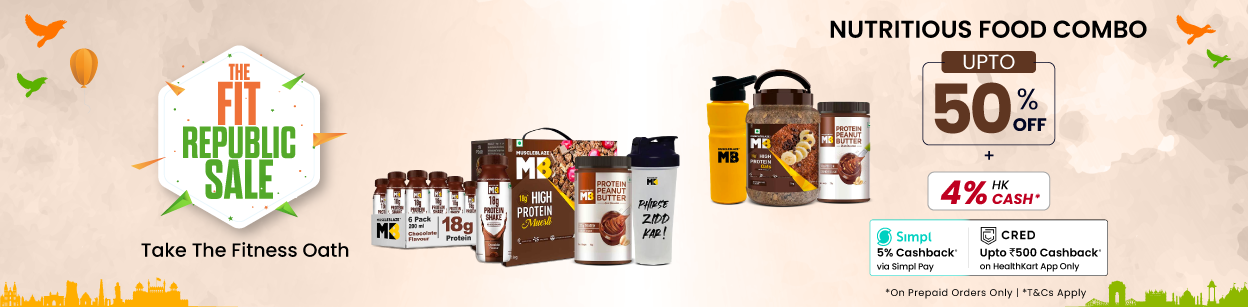 THE
FIT
REPUBLIC
SALE
Take The Fitness Oath
MUSCLEBLAZE
MB
6 Pack
200 ml
Chocolate
Flavour
18g
Protein
18g
PROTEIN
SHAKE
MUSCLEBLAZE
MB
18g
HIGH
PROTEIN
Muesli
MB
PROTEIN
PEANUT
BUTTER
MB
PHIRSE
ZIDD
KAR!
MB
MUSCLEBLAZE
MB
HIGH
PROTEIN
Oats
MB
PROTEIN
PEANUT
BUTTER
NUTRITIOUS FOOD COMBO
UPTO
50% OFF
+
4% HK CASH*
Simpl
5% Cashback*
via Simpl Pay
CRED
Upto ₹500 Cashback*
on HealthKart App Only
*On Prepaid Orders Only | *T&Cs Apply